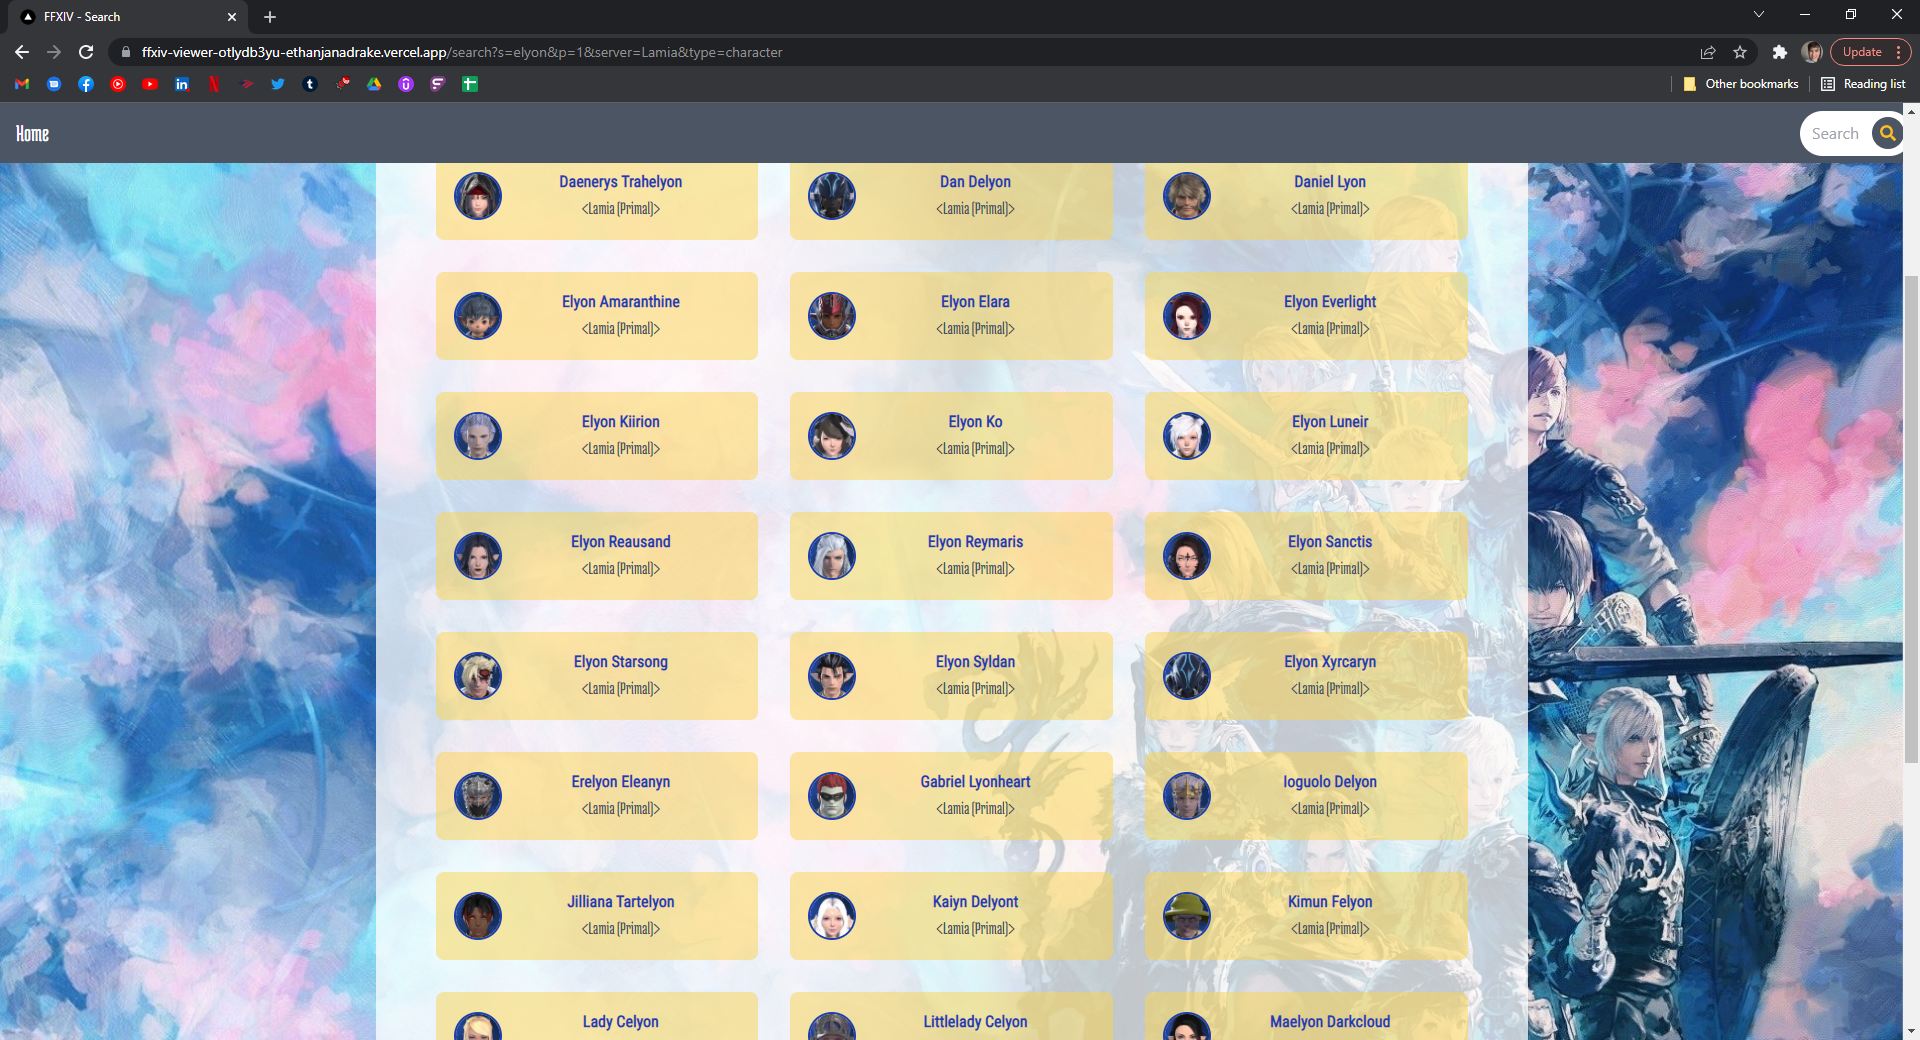 FFXIV - Search
ffxiv-viewer-otlydb3yu-ethanjanadrake.vercel.app/search?s=elyon&p=1&server=Lamia&type=character
Update
Other bookmarks
Reading list
Home
Search
Daenerys Trahelyon
<Lamia [Primal]>
Dan Delyon
<Lamia [Primal]>
Daniel Lyon
<Lamia [Primal]>
Elyon Amaranthine
<Lamia [Primal]>
Elyon Elara
<Lamia [Primal]>
Elyon Everlight
<Lamia [Primal]>
Elyon Kiirion
<Lamia [Primal]>
Elyon Ko
<Lamia [Primal]>
Elyon Luneir
<Lamia [Primal]>
Elyon Reausand
<Lamia [Primal]>
Elyon Reymaris
<Lamia [Primal]>
Elyon Sanctis
<Lamia [Primal]>
Elyon Starsong
<Lamia [Primal]>
Elyon Syldan
<Lamia [Primal]>
Elyon Xyrcaryn
<Lamia [Primal]>
Erelyon Eleanyn
<Lamia [Primal]>
Gabriel Lyonheart
<Lamia [Primal]>
Ioguolo Delyon
<Lamia [Primal]>
Jilliana Tartelyon
<Lamia [Primal]>
Kaiyn Delyont
<Lamia [Primal]>
Kimun Felyon
<Lamia [Primal]>
Lady Celyon
Littlelady Celyon
Maelyon Darkcloud